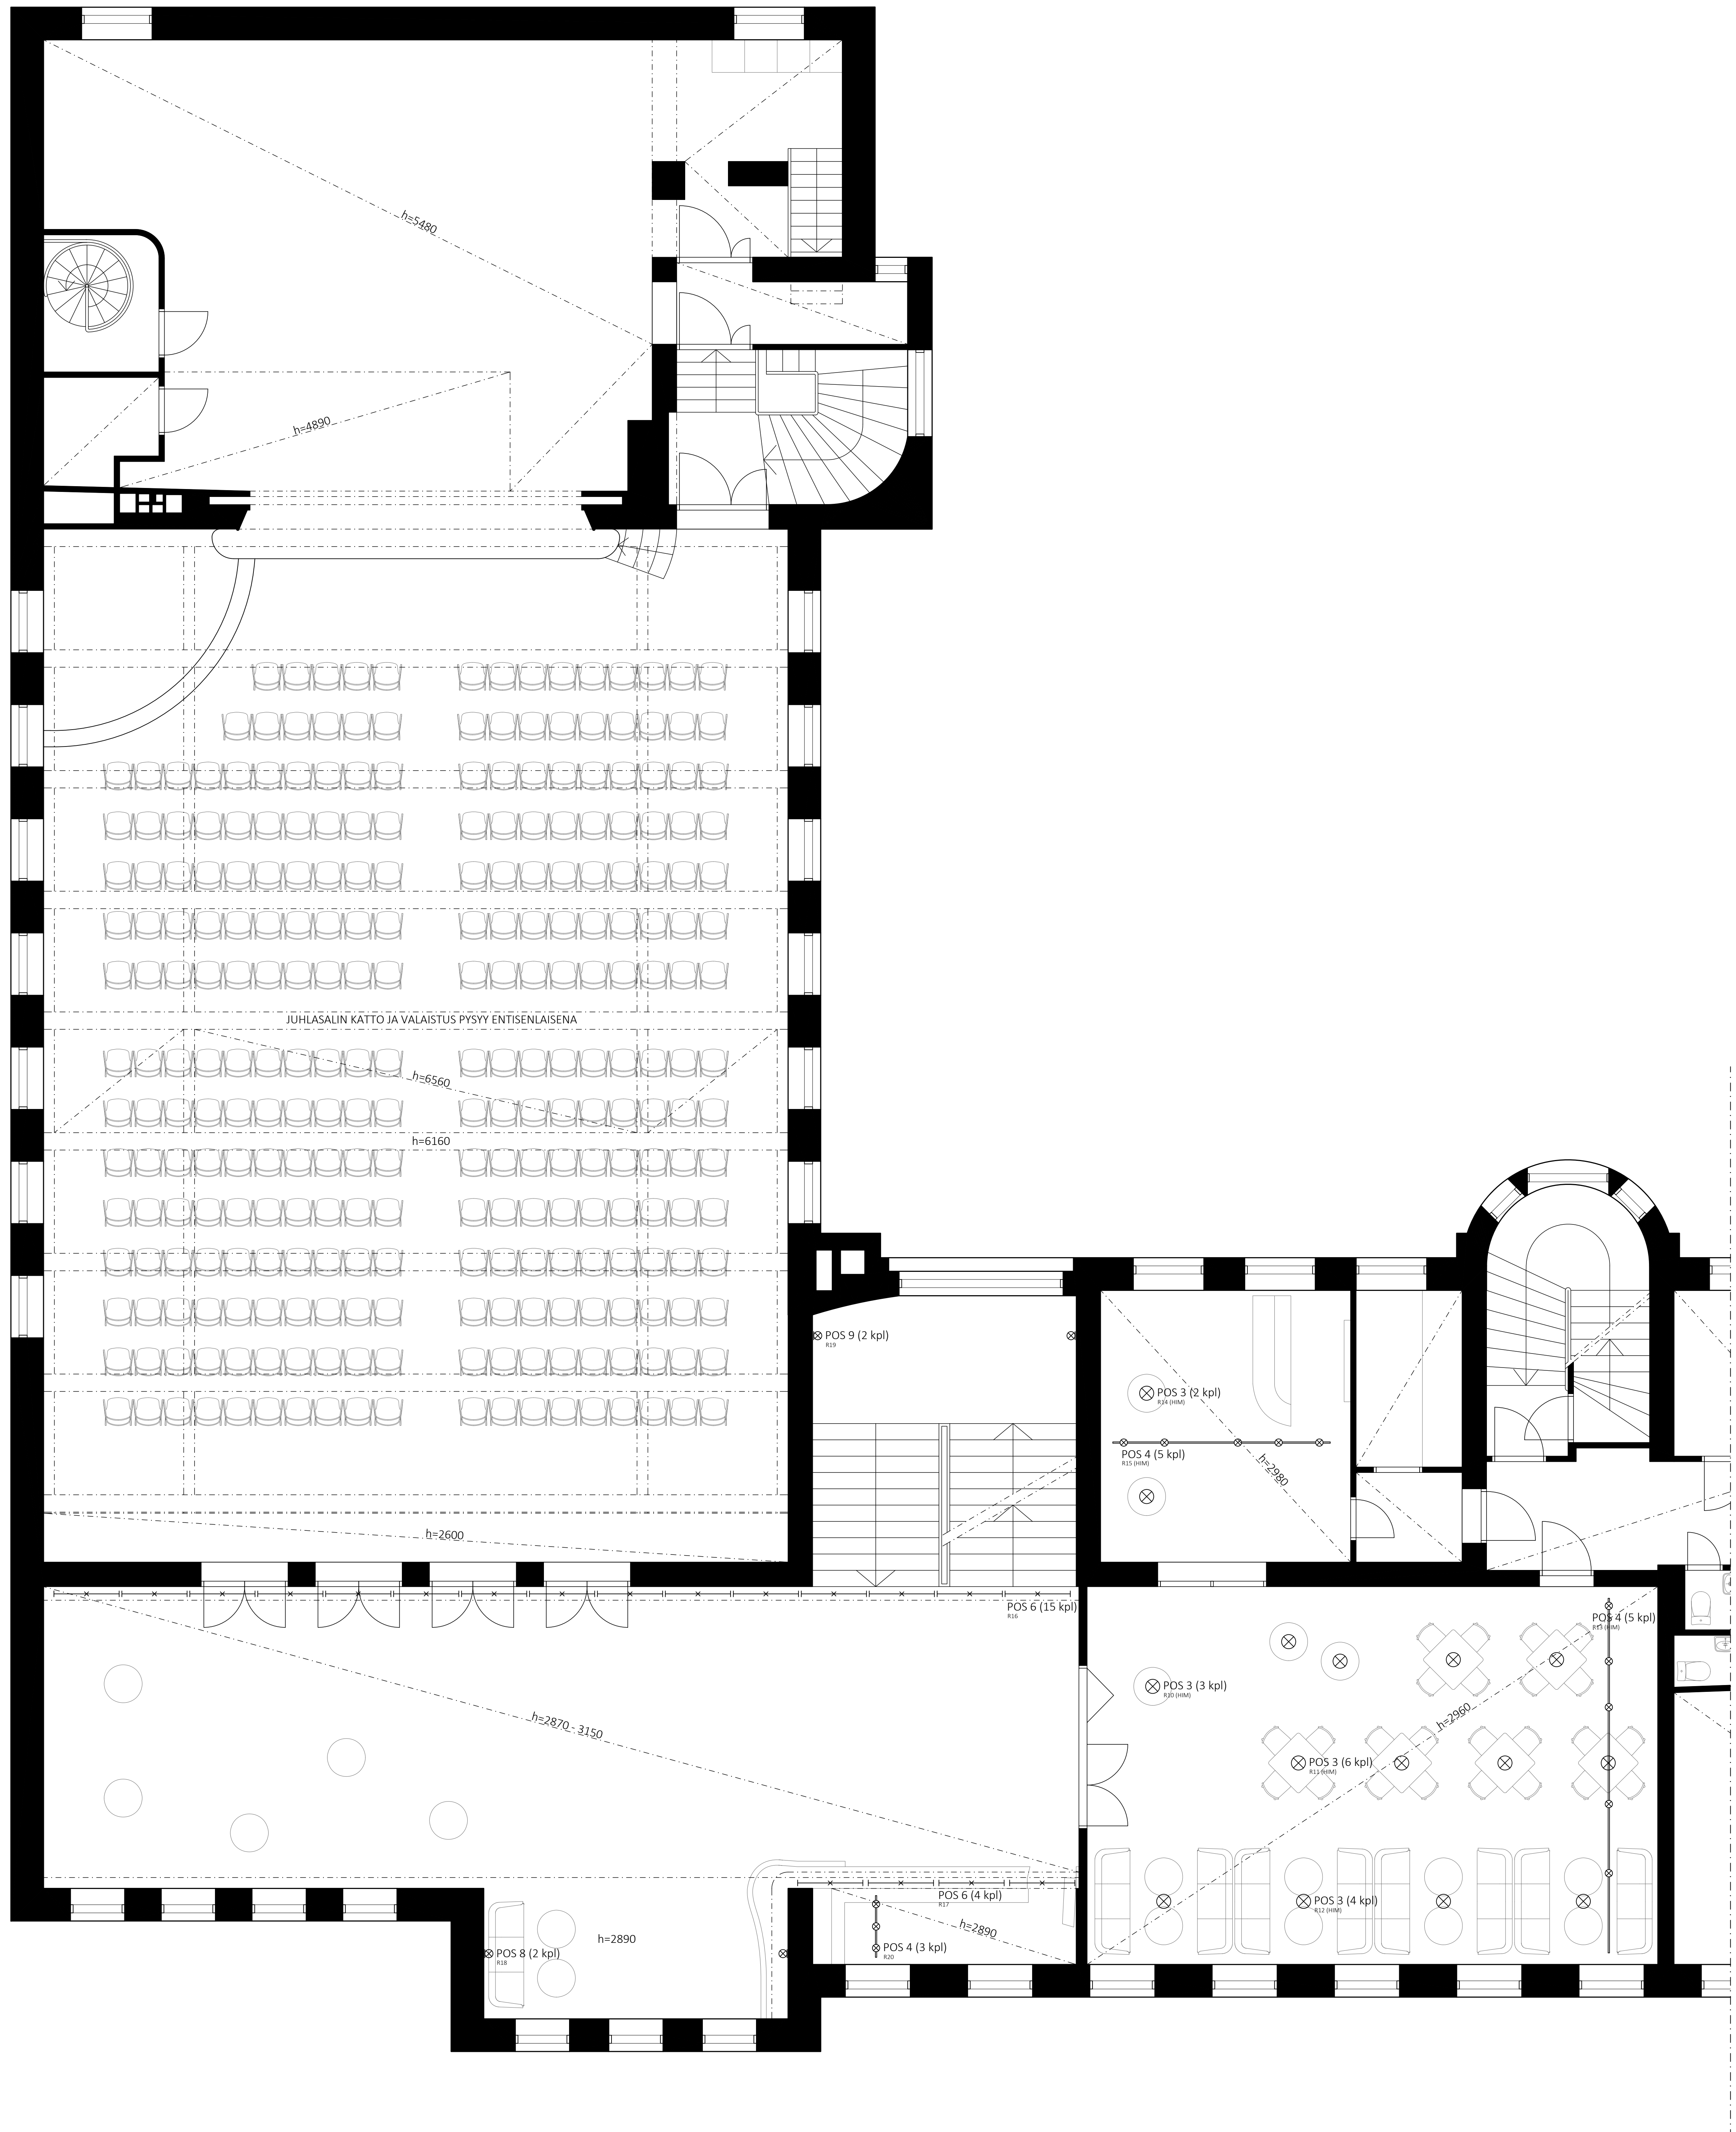 h=5480
h=4890
JUHLASALIN KATTO JA VALAISTUS PYSYY ENTISENLAISENA
h=6560
h=6160
POS 9 (2 kpl)
R19
POS 3 (2 kpl)
R14 (HIM)
POS 4 (5 kpl)
R15 (HIM)
h=2980
h=2600
POS 6 (15 kpl)
R16
POS 4 (5 kpl)
R13 (HIM)
POS 3 (3 kpl)
R10 (HIM)
h=2870 - 3150
h=2960
POS 3 (6 kpl)
R11 (HIM)
POS 6 (4 kpl)
R17
POS 3 (4 kpl)
R12 (HIM)
h=2890
h=2890
POS 8 (2 kpl)
R18
POS 4 (3 kpl)
R20